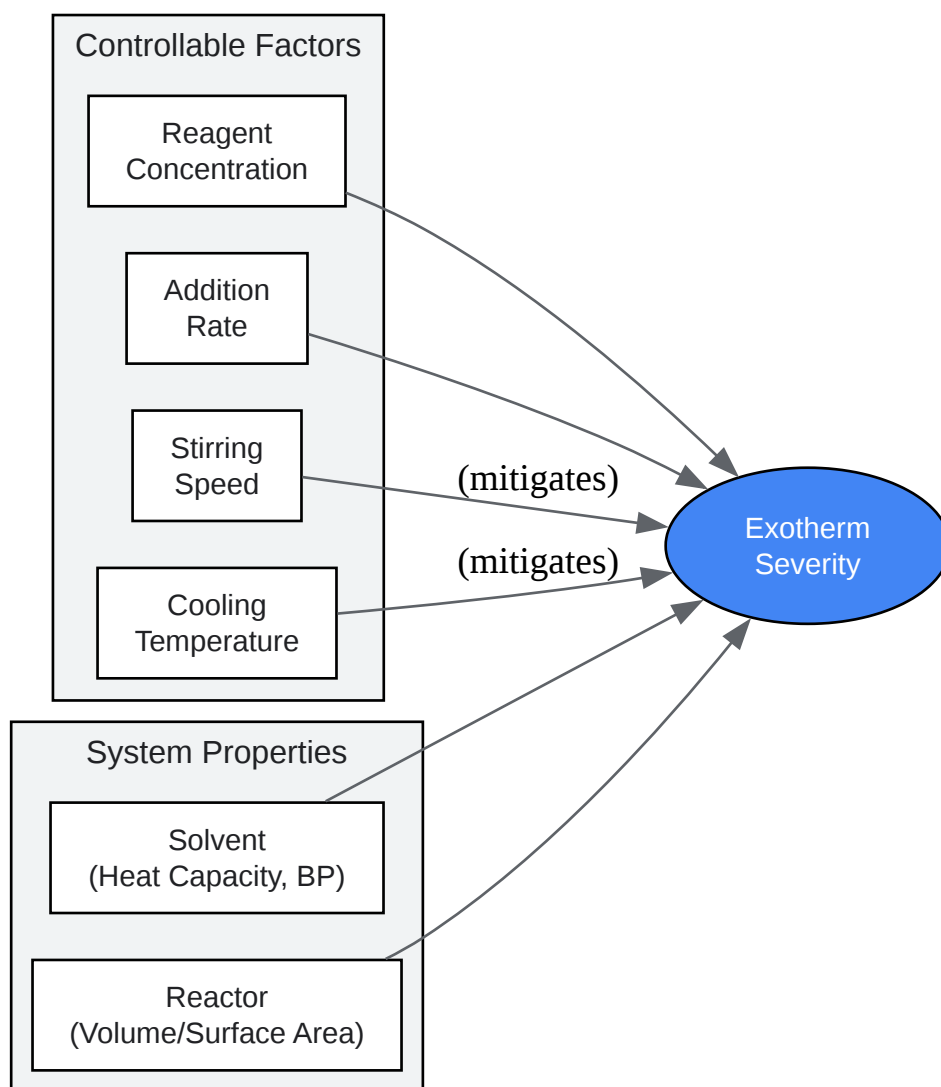 Controllable Factors
Reagent
Concentration
Addition
Rate
Stirring
Speed
(mitigates)
Exotherm
Severity
(mitigates)
Cooling
Temperature
System Properties
Solvent
(Heat Capacity, BP)
Reactor
(Volume/Surface Area)